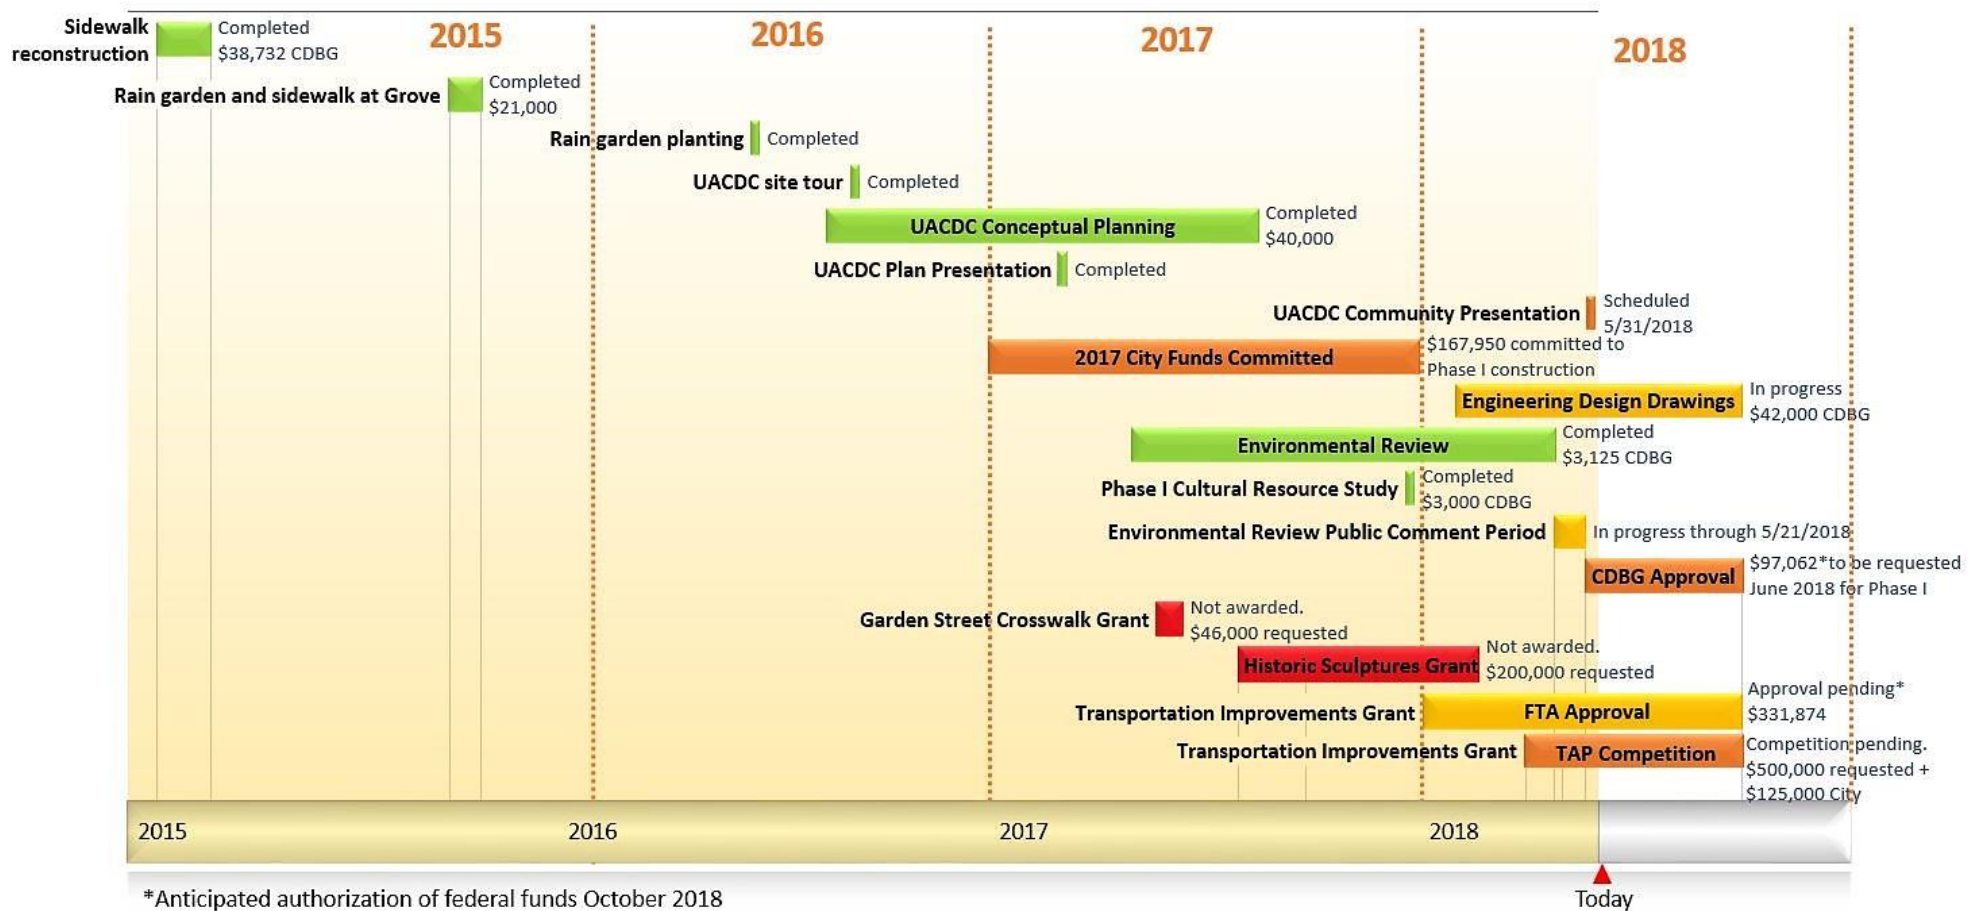 2015
2016
2017
2018
Sidewalk
reconstruction
Completed
$38,732 CDBG
Rain garden and sidewalk at Grove
Completed
$21,000
Rain garden planting
Completed
UACDC site tour
Completed
UACDC Conceptual Planning
Completed
$40,000
UACDC Plan Presentation
Completed
UACDC Community Presentation
Scheduled
5/31/2018
2017 City Funds Committed
$167,950 committed to
Phase I construction
Engineering Design Drawings
In progress
$42,000 CDBG
Environmental Review
Completed
$3,125 CDBG
Phase I Cultural Resource Study
Completed
$3,000 CDBG
Environmental Review Public Comment Period
In progress through 5/21/2018
CDBG Approval
$97,062*to be requested
June 2018 for Phase I
Garden Street Crosswalk Grant
Not awarded.
$46,000 requested
Historic Sculptures Grant
Not awarded.
$200,000 requested
Transportation Improvements Grant
FTA Approval
Approval pending*
$331,874
Transportation Improvements Grant
TAP Competition
Competition pending.
$500,000 requested +
$125,000 City
2015
2016
2017
2018
Today
*Anticipated authorization of federal funds October 2018